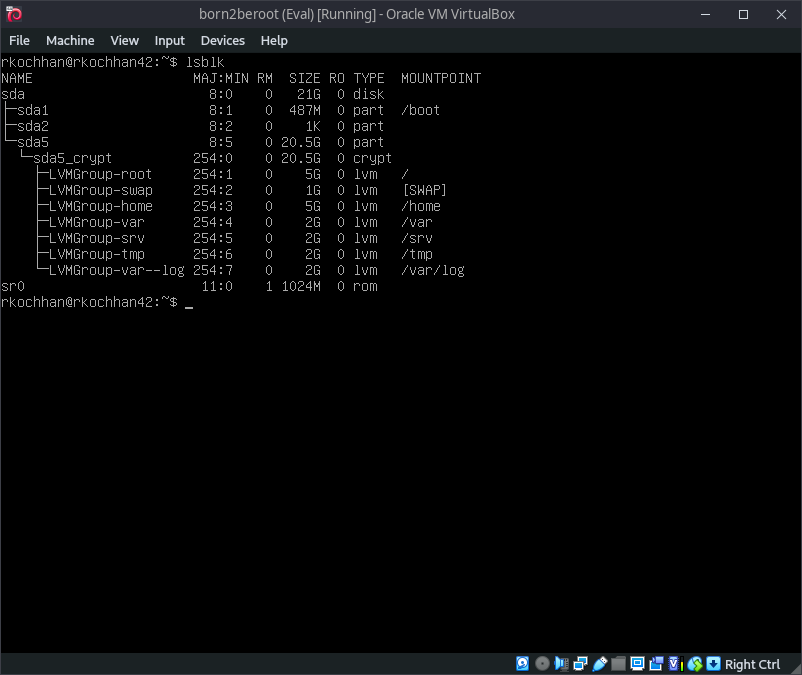 born2beroot (Eval) [Running] - Oracle VM VirtualBox
File Machine View Input Devices Help
rkochhan@rkochhan42:~$ lsblk
NAME                    MAJ:MIN RM  SIZE RO TYPE  MOUNTPOINT
sda                       8:0    0   21G  0 disk
├─sda1                    8:1    0  487M  0 part  /boot
├─sda2                    8:2    0    1K  0 part
└─sda5                    8:5    0 20.5G  0 part
  └─sda5_crypt          254:0    0 20.5G  0 crypt
    ├─LVMGroup-root     254:1    0    5G  0 lvm   /
    ├─LVMGroup-swap     254:2    0    1G  0 lvm   [SWAP]
    ├─LVMGroup-home     254:3    0    5G  0 lvm   /home
    ├─LVMGroup-var      254:4    0    2G  0 lvm   /var
    ├─LVMGroup-srv      254:5    0    2G  0 lvm   /srv
    ├─LVMGroup-tmp      254:6    0    2G  0 lvm   /tmp
    └─LVMGroup-var--log 254:7    0    2G  0 lvm   /var/log
sr0                      11:0    1 1024M  0 rom
rkochhan@rkochhan42:~$ _
Right Ctrl